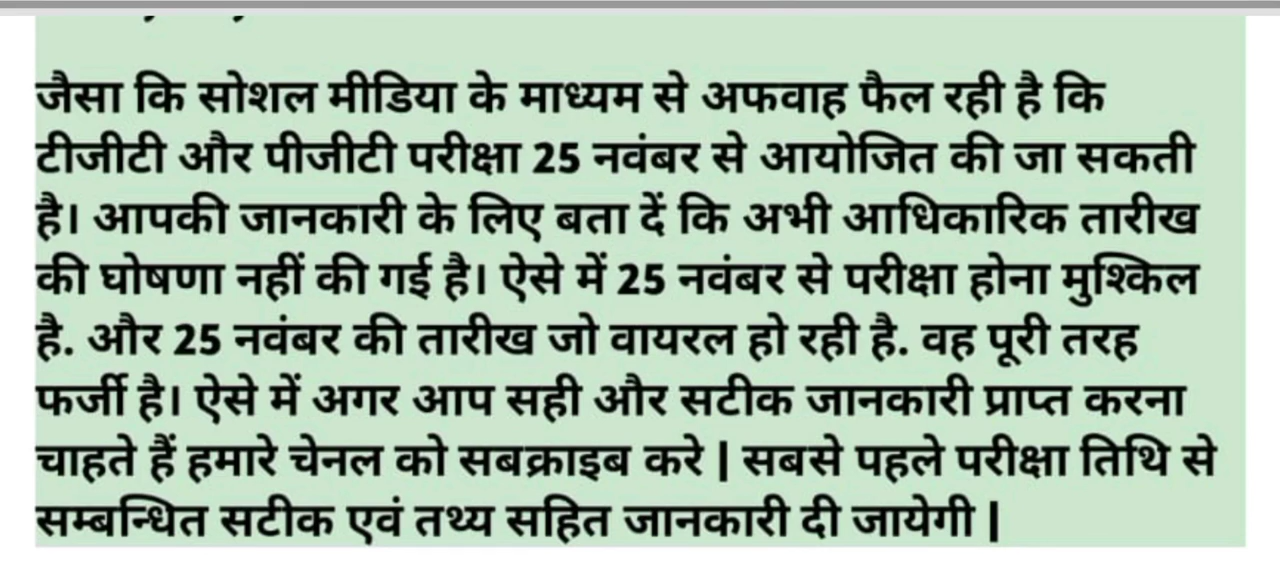 जैसा कि सोशल मीडिया के माध्यम से अफवाह फैल रही है कि
टीजीटी और पीजीटी परीक्षा 25 नवंबर से आयोजित की जा सकती
है। आपकी जानकारी के लिए बता दें कि अभी आधिकारिक तारीख
की घोषणा नहीं की गई है। ऐसे में 25 नवंबर से परीक्षा होना मुश्किल
है. और 25 नवंबर की तारीख जो वायरल हो रही है. वह पूरी तरह
फर्जी है। ऐसे में अगर आप सही और सटीक जानकारी प्राप्त करना
चाहते हैं हमारे चेनल को सबक्राइब करे | सबसे पहले परीक्षा तिथि से
सम्बन्धित सटीक एवं तथ्य सहित जानकारी दी जायेगी |